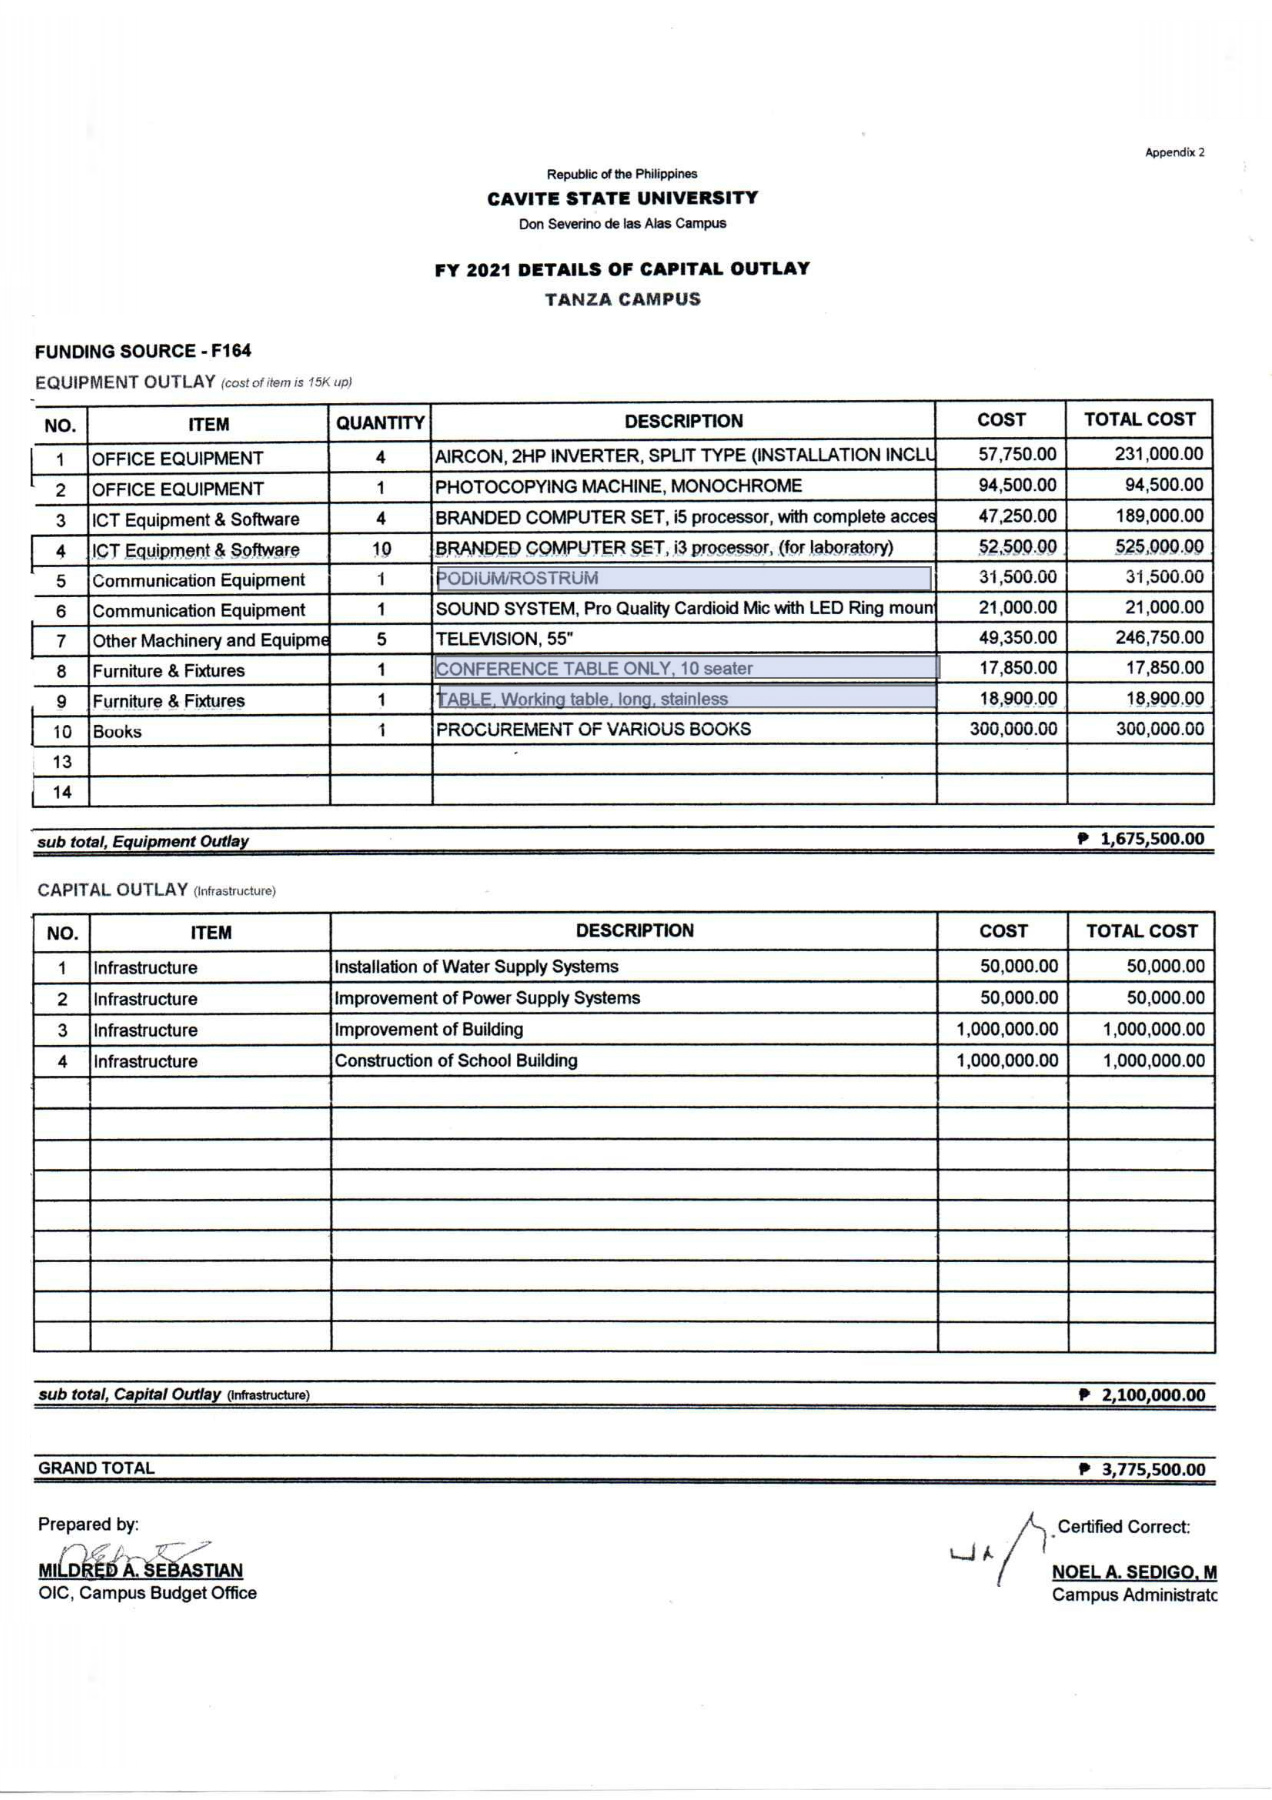 Appendix 2
Republic of the Philippines
CAVITE STATE UNIVERSITY
Don Severino de las Alas Campus
FY 2021 DETAILS OF CAPITAL OUTLAY
TANZA CAMPUS
FUNDING SOURCE - F164
EQUIPMENT OUTLAY (cost of item is 15K up)
NO. ITEM QUANTITY DESCRIPTION COST TOTAL COST
1 OFFICE EQUIPMENT 4 AIRCON, 2HP INVERTER, SPLIT TYPE (INSTALLATION INCLU 57,750.00 231,000.00
2 OFFICE EQUIPMENT 1 PHOTOCOPYING MACHINE, MONOCHROME 94,500.00 94,500.00
3 ICT Equipment & Software 4 BRANDED COMPUTER SET, i5 processor, with complete acces 47,250.00 189,000.00
4 ICT Equipment & Software 10 BRANDED COMPUTER SET, i3 processor, (for laboratory) 52,500.00 525,000.00
5 Communication Equipment 1 PODIUM/ROSTRUM 31,500.00 31,500.00
6 Communication Equipment 1 SOUND SYSTEM, Pro Quality Cardioid Mic with LED Ring moun 21,000.00 21,000.00
7 Other Machinery and Equipme 5 TELEVISION, 55" 49,350.00 246,750.00
8 Furniture & Fixtures 1 CONFERENCE TABLE ONLY, 10 seater 17,850.00 17,850.00
9 Furniture & Fixtures 1 TABLE, Working table, long, stainless 18,900.00 18,900.00
10 Books 1 PROCUREMENT OF VARIOUS BOOKS 300,000.00 300,000.00
13
14
sub total, Equipment Outlay ₱ 1,675,500.00
CAPITAL OUTLAY (Infrastructure)
NO. ITEM DESCRIPTION COST TOTAL COST
1 Infrastructure Installation of Water Supply Systems 50,000.00 50,000.00
2 Infrastructure Improvement of Power Supply Systems 50,000.00 50,000.00
3 Infrastructure Improvement of Building 1,000,000.00 1,000,000.00
4 Infrastructure Construction of School Building 1,000,000.00 1,000,000.00
sub total, Capital Outlay (Infrastructure) ₱ 2,100,000.00
GRAND TOTAL ₱ 3,775,500.00
Prepared by: Certified Correct:
MILDRED A. SEBASTIAN NOEL A. SEDIGO, M
OIC, Campus Budget Office Campus Administratc